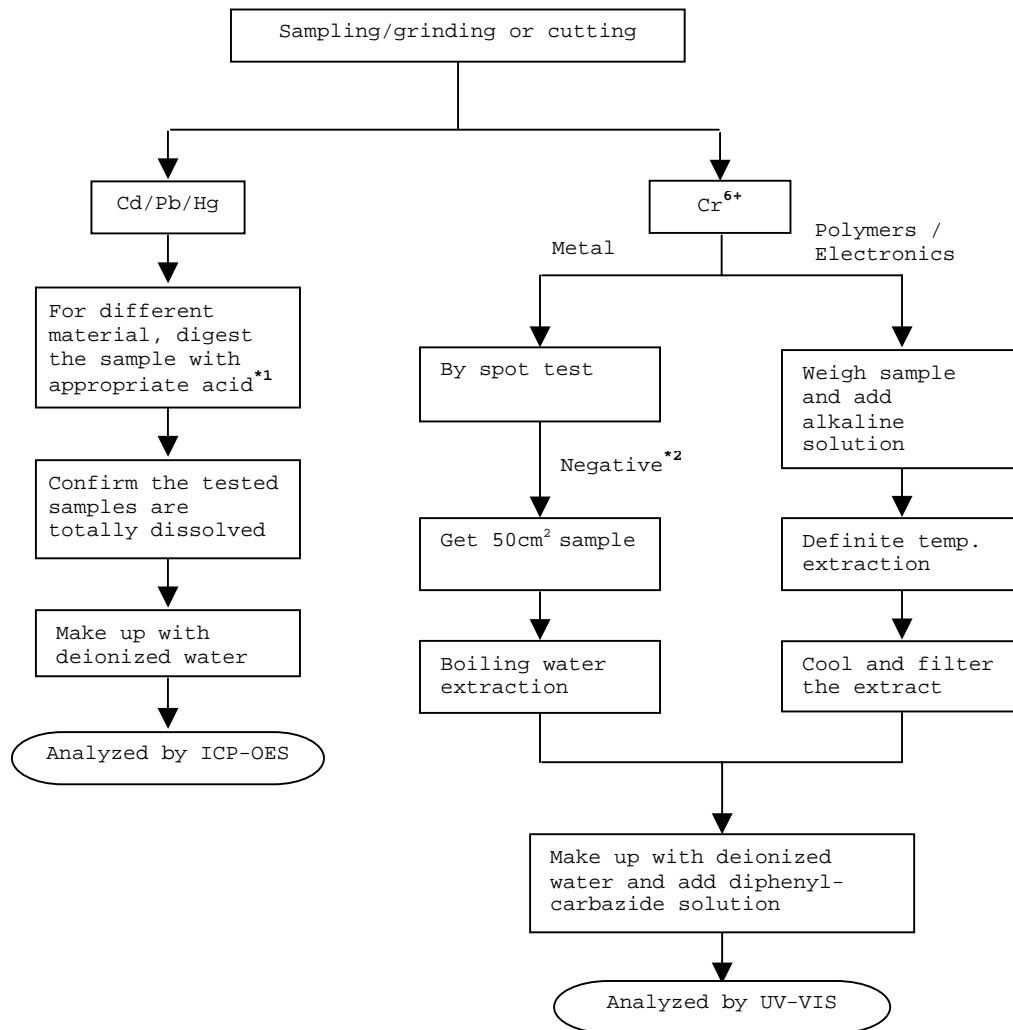 Sampling/grinding or cutting
Cd/Pb/Hg
For different
material, digest
the sample with
appropriate acid*1
Confirm the tested
samples are
totally dissolved
Make up with
deionized water
Analyzed by ICP-OES
Cr6+
Metal
Polymers /
Electronics
By spot test
Negative*2
Get 50cm2 sample
Boiling water
extraction
Weigh sample
and add
alkaline
solution
Definite temp.
extraction
Cool and filter
the extract
Make up with deionized
water and add diphenyl-
carbazide solution
Analyzed by UV-VIS